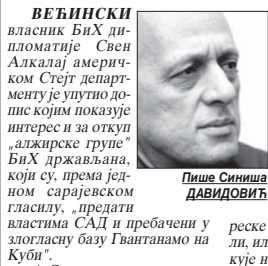 ВЕЋИНСКИ
власник БиХ ди-
пломатије Свен
Алкалај америч-
ком Стејт департ-
менту је упутио до-
пис којим показује
интерес и за откуп
„алжирске групе"
БиХ држављана,
који су, према јед-
ном сарајевском
гласилу, „предати
властима САД и пребачени у
злогласну базу Гвантанамо на
Куби".
Пише Синиша
ДАВИДОВИЋ
реске
ли, ил
кује н